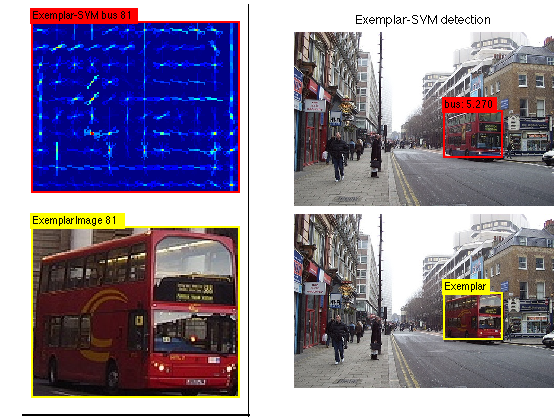 Exemplar-SVM bus 81
Exemplar-SVM detection
bus: 5.270
ExemplarImage 81
Exemplar